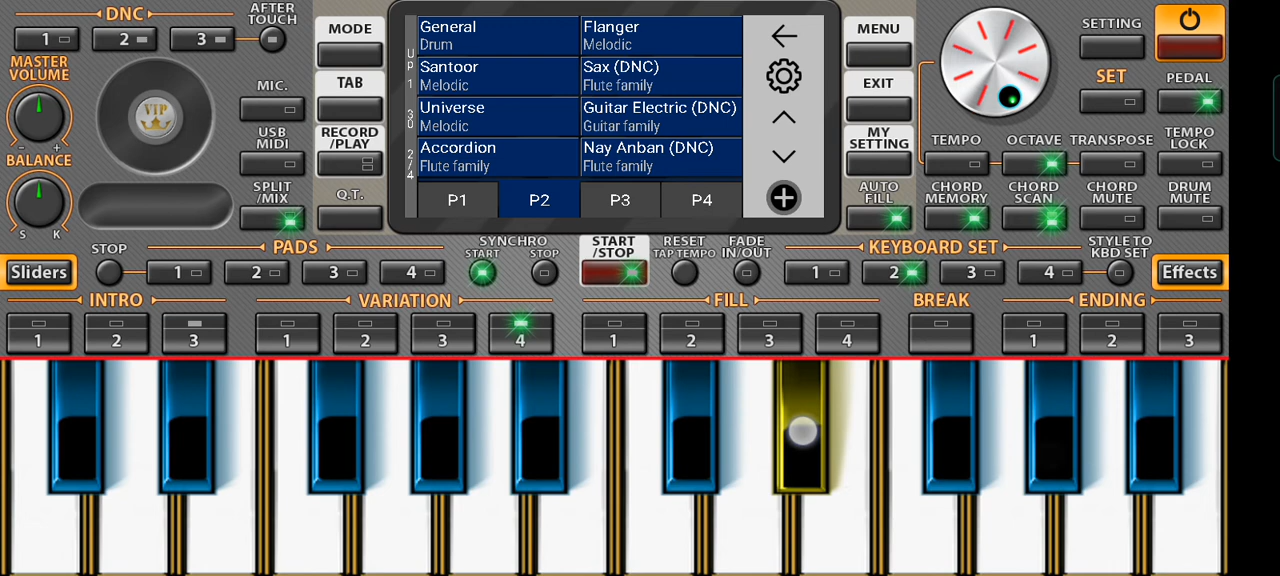 DNC
AFTER
TOUCH
1
2
3
MASTER
VOLUME
- +
BALANCE
S K
VIP
MIC.
USB
MIDI
SPLIT
/MIX
MODE
TAB
RECORD
/PLAY
Q.T.
UP 1
30
2/4
General
Drum
Flanger
Melodic
Santoor
Melodic
Sax (DNC)
Flute family
Universe
Melodic
Guitar Electric (DNC)
Guitar family
Accordion
Flute family
Nay Anban (DNC)
Flute family
P1
P2
P3
P4
MENU
EXIT
MY
SETTING
AUTO
FILL
SETTING
SET
PEDAL
TEMPO
OCTAVE
TRANSPOSE
TEMPO
LOCK
CHORD
MEMORY
CHORD
SCAN
CHORD
MUTE
DRUM
MUTE
Sliders
STOP
PADS
1
2
3
4
SYNCHRO
START
STOP
START
/STOP
RESET
TAP TEMPO
FADE
IN/OUT
KEYBOARD SET
1
2
3
4
STYLE TO
KBD SET
Effects
INTRO
1
2
3
VARIATION
1
2
3
4
FILL
1
2
3
4
BREAK
ENDING
1
2
3